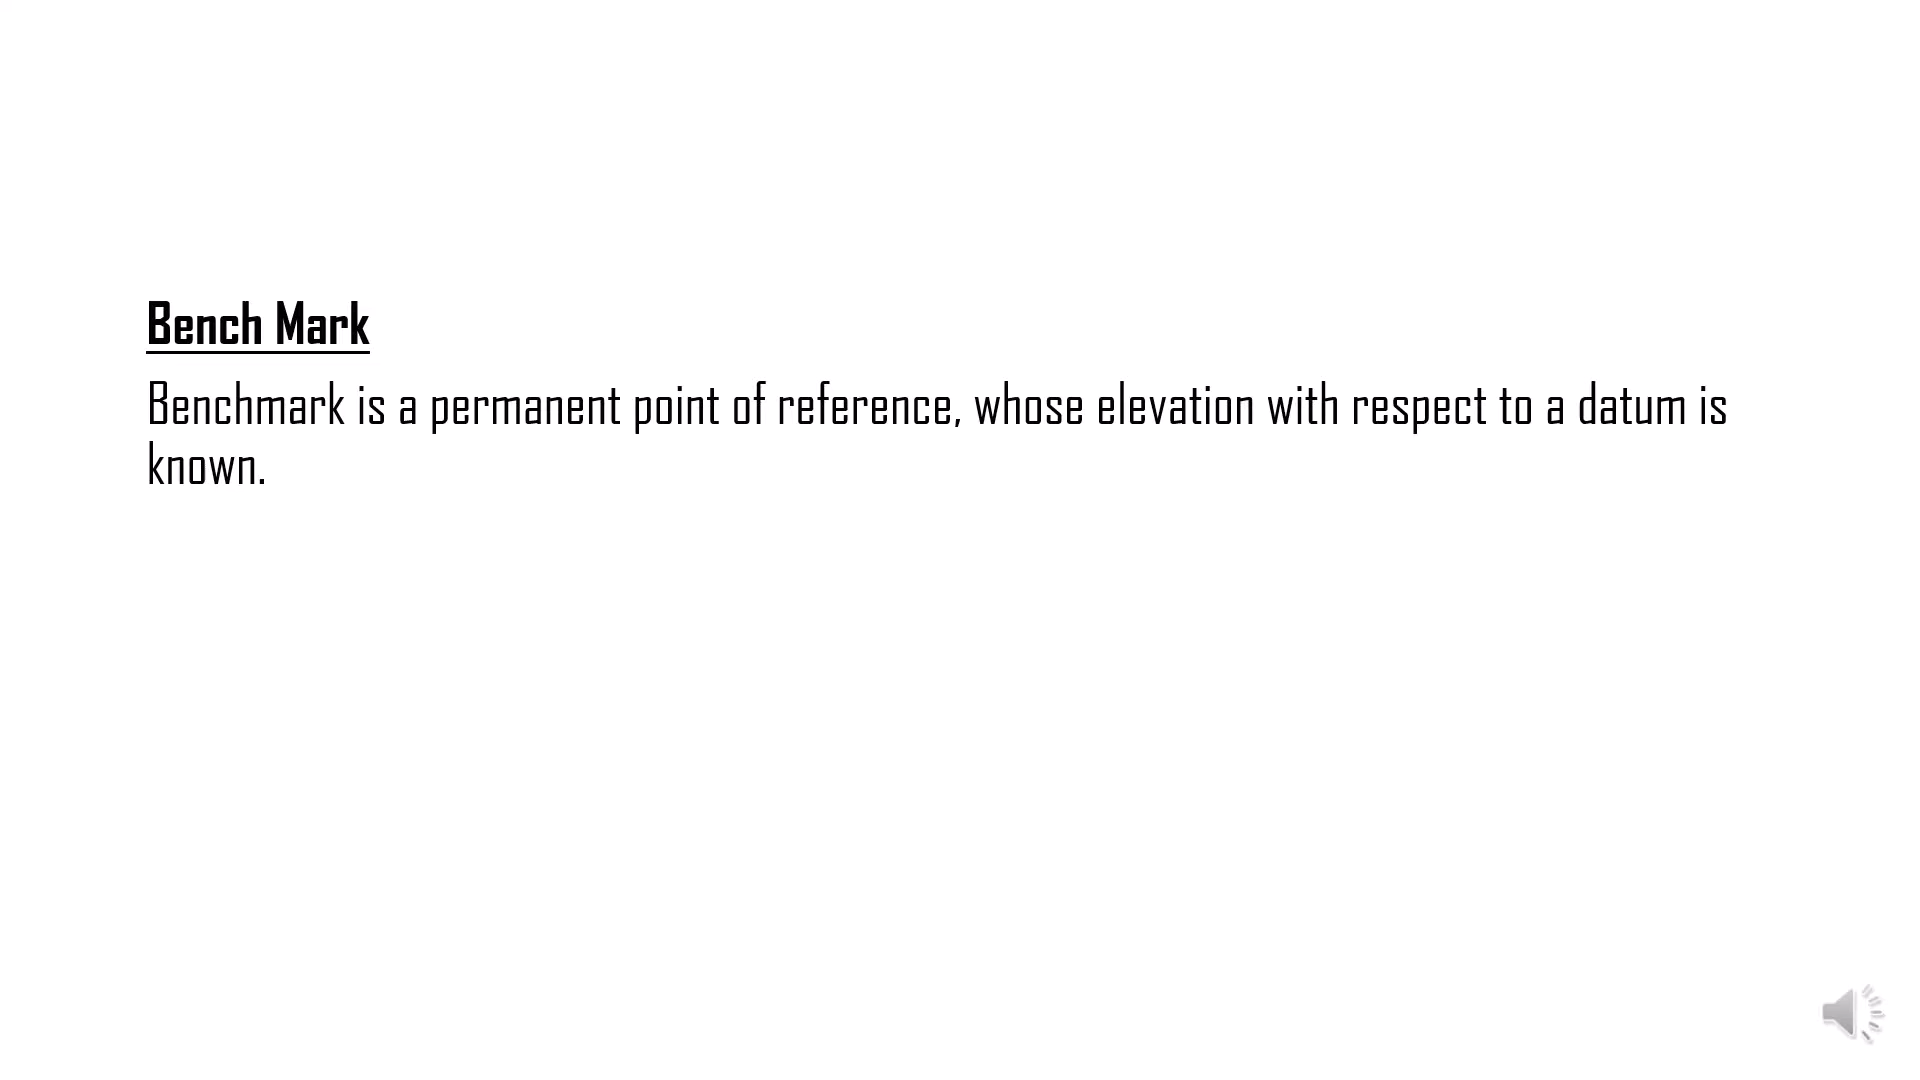 Bench Mark
Benchmark is a permanent point of reference, whose elevation with respect to a datum is
known.